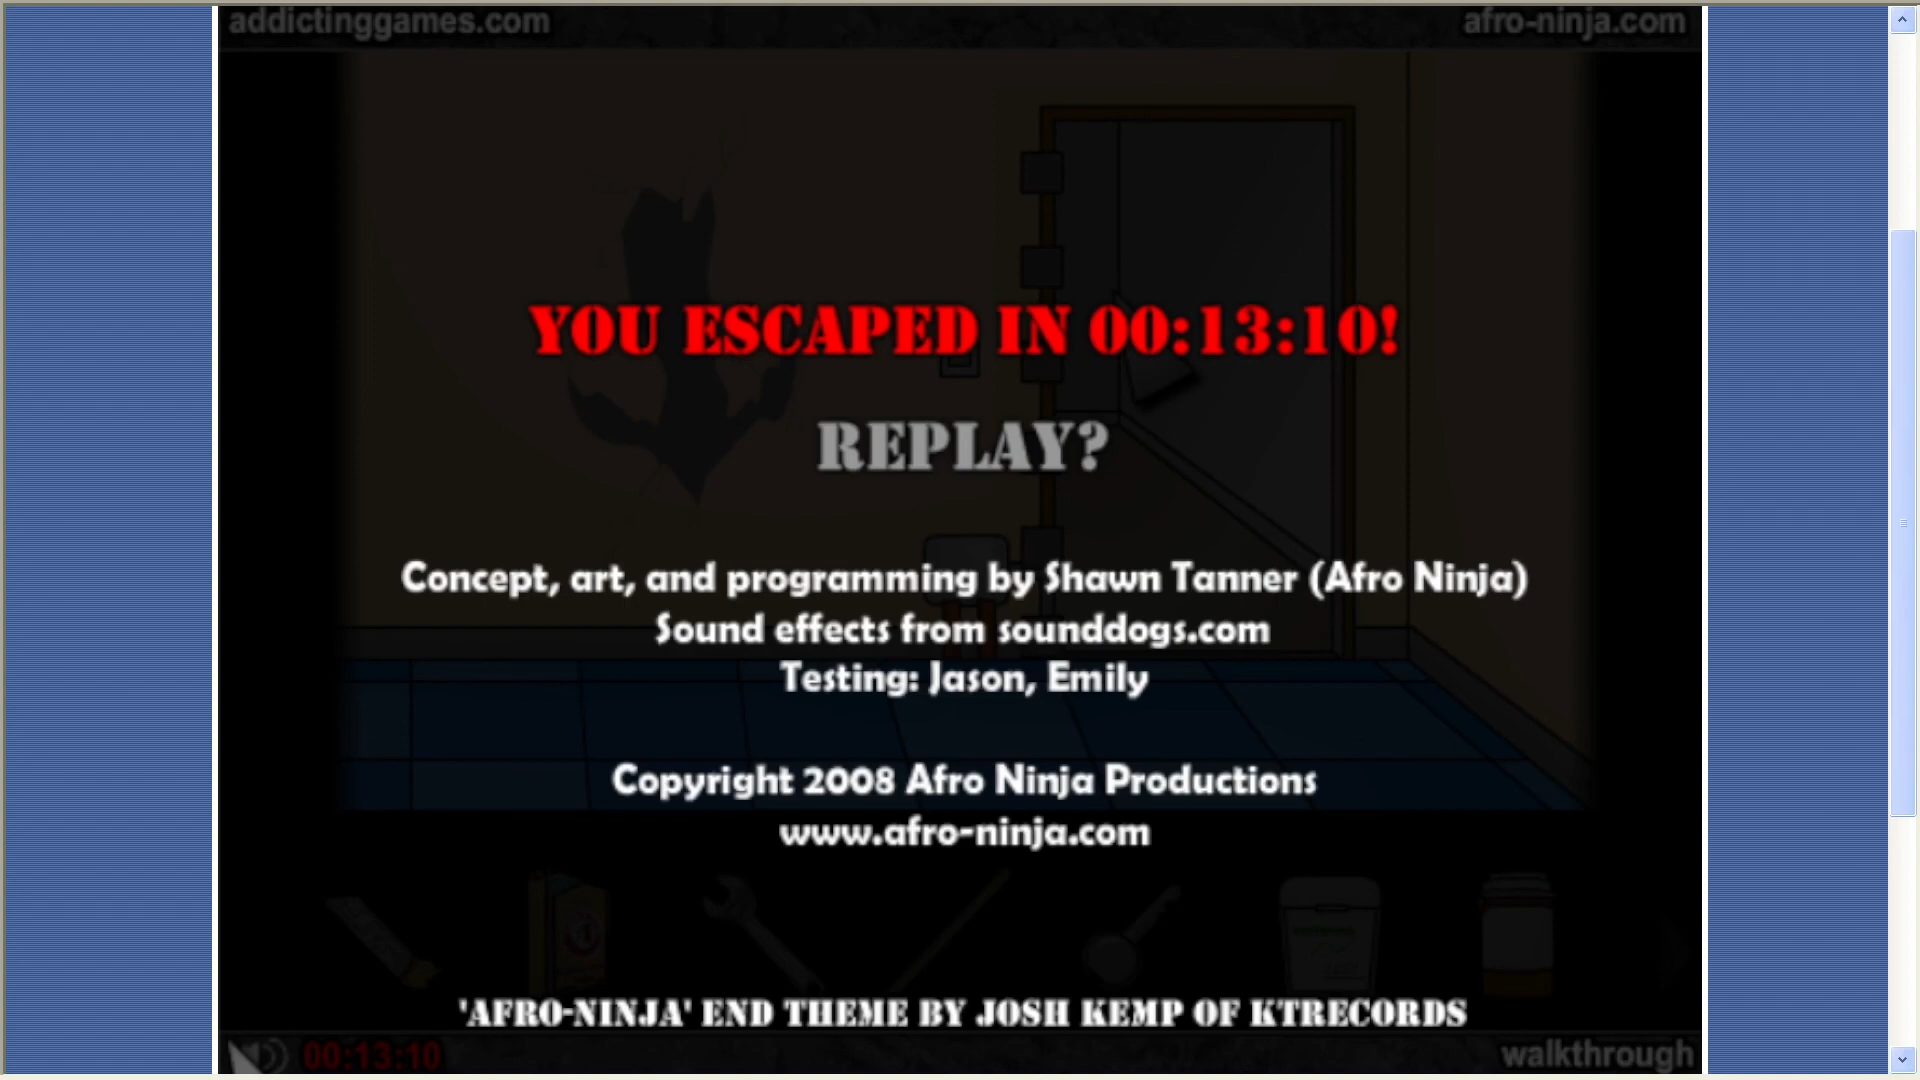 addictinggames.com
afro-ninja.com
YOU ESCAPED IN 00:13:10!
REPLAY?
Concept, art, and programming by Shawn Tanner (Afro Ninja)
Sound effects from sounddogs.com
Testing: Jason, Emily
Copyright 2008 Afro Ninja Productions
www.afro-ninja.com
'AFRO-NINJA' END THEME BY JOSH KEMP OF KTRECORDS
00:13:10
walkthrough